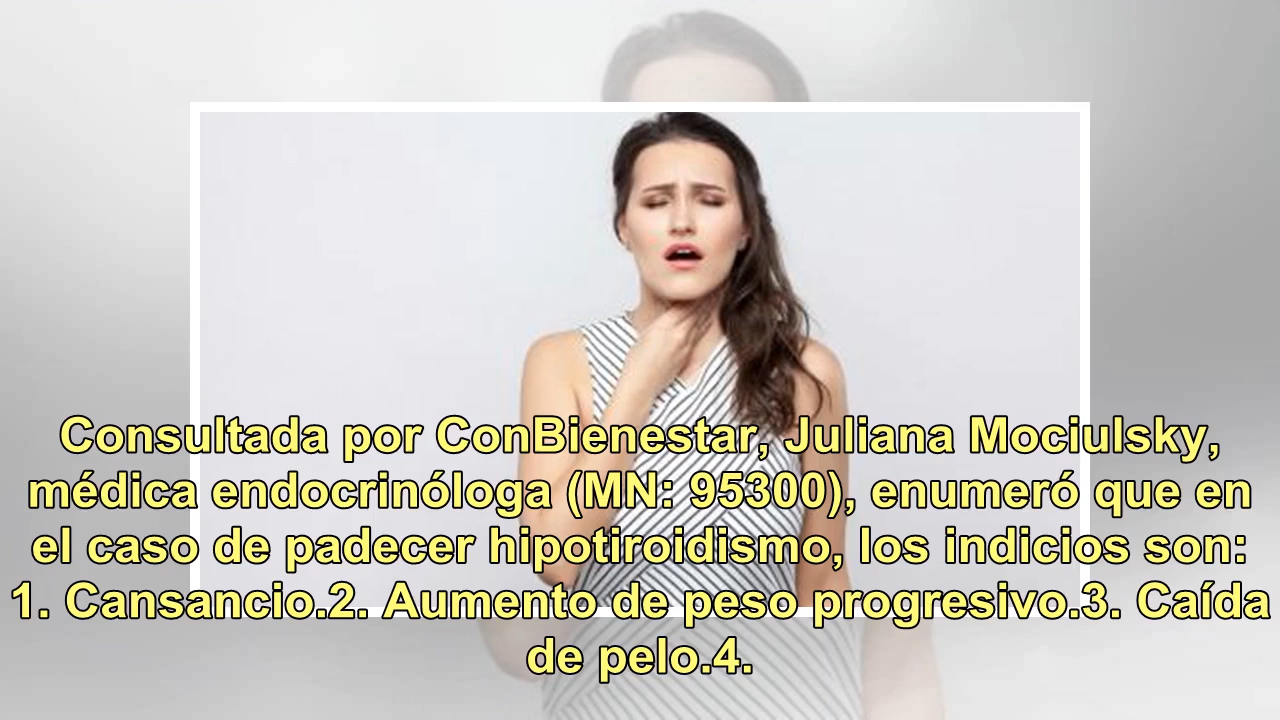 Consultada por ConBienestar, Juliana Mociulsky,
médica endocrinóloga (MN: 95300), enumeró que en
el caso de padecer hipotiroidismo, los indicios son:
1. Cansancio.2. Aumento de peso progresivo.3. Caída
de pelo.4.